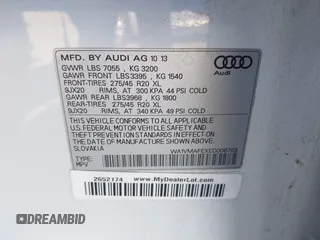 MFD. BY AUDI AG 10 13
GVWR LBS 7055 , KG 3200
GAWR FRONT LBS3395 , KG 1540
FRONT-TIRES 275/45 R20 XL
9JX20 RIMS, AT 300 KPA 44 PSI COLD
GAWR REAR LBS3968 , KG 1800
REAR-TIRES 275/45 R20 XL
9JX20 RIMS, AT 340 KPA 49 PSI COLD
THIS VEHICLE CONFORMS TO ALL APPLICABLE
U.S. FEDERAL MOTOR VEHICLE SAFETY
STANDARDS IN EFFECT ON THE DATE OF
MANUFACTURE SHOWN ABOVE.
SLOVAKIA
TYPE:
MPV
Audi
2652174
www.
MyDealerLot.com